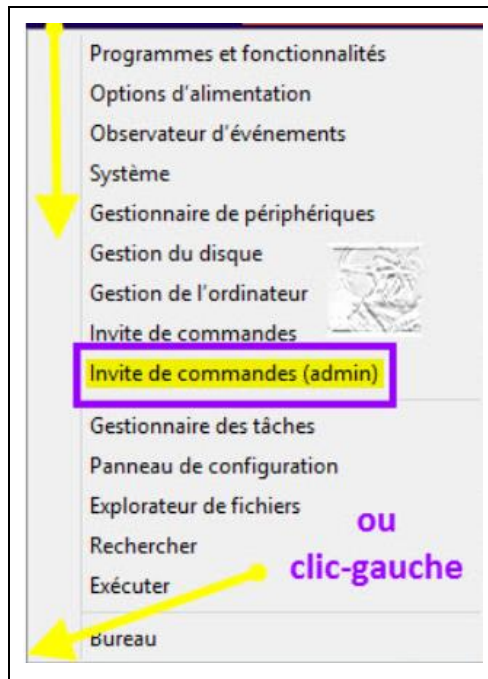 Programmes et fonctionnalités
Options d'alimentation
Observateur d'événements
Système
Gestionnaire de périphériques
Gestion du disque
Gestion de l'ordinateur
Invite de commandes
Invite de commandes (admin)
Gestionnaire des tâches
Panneau de configuration
Explorateur de fichiers
Rechercher
Exécuter
ou
clic-gauche
Bureau